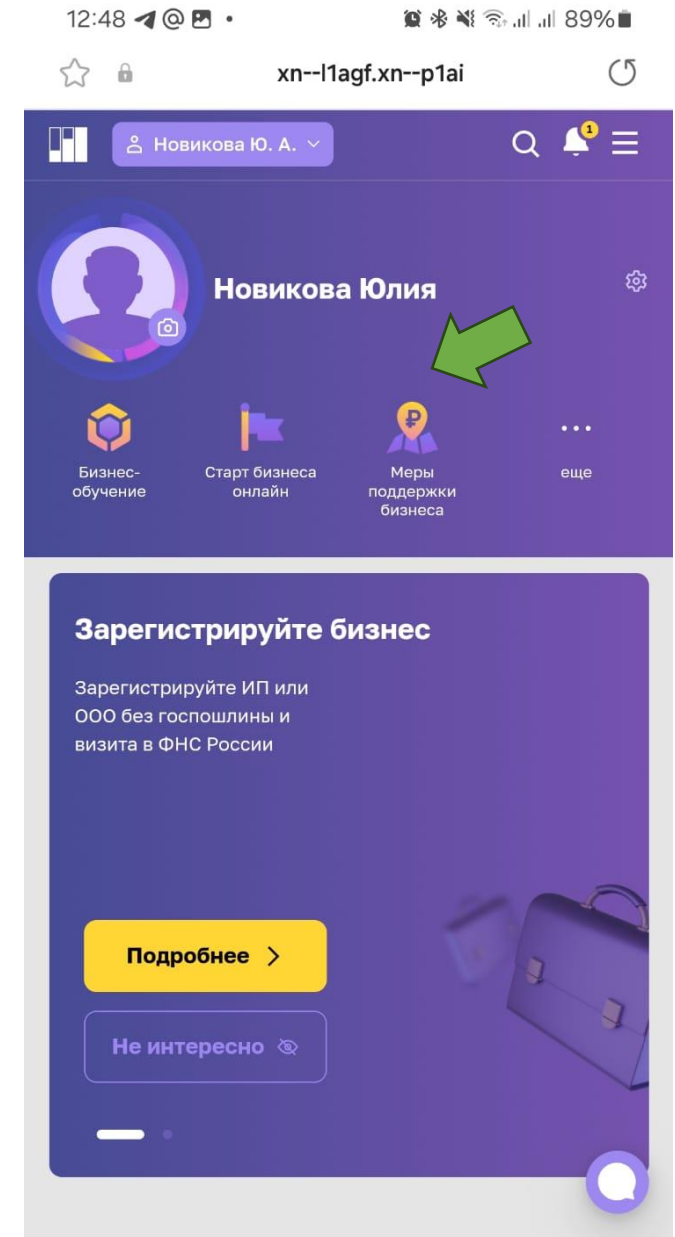 12:48
89%
xn--l1agf.xn--p1ai
Новикова Ю. А.
1
Новикова Юлия
Бизнес-
обучение
Старт бизнеса
онлайн
Меры
поддержки
бизнеса
еще
Зарегистрируйте бизнес
Зарегистрируйте ИП или
ООО без госпошлины и
визита в ФНС России
Подробнее
Не интересно